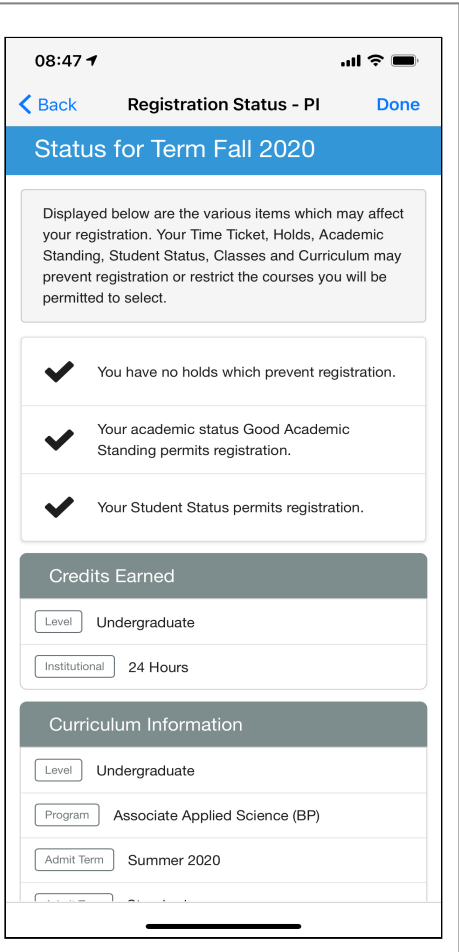 08:47
Back Registration Status - PI Done
Status for Term Fall 2020
Displayed below are the various items which may affect
your registration. Your Time Ticket, Holds, Academic
Standing, Student Status, Classes and Curriculum may
prevent registration or restrict the courses you will be
permitted to select.
You have no holds which prevent registration.
Your academic status Good Academic
Standing permits registration.
Your Student Status permits registration.
Credits Earned
Level Undergraduate
Institutional 24 Hours
Curriculum Information
Level Undergraduate
Program Associate Applied Science (BP)
Admit Term Summer 2020